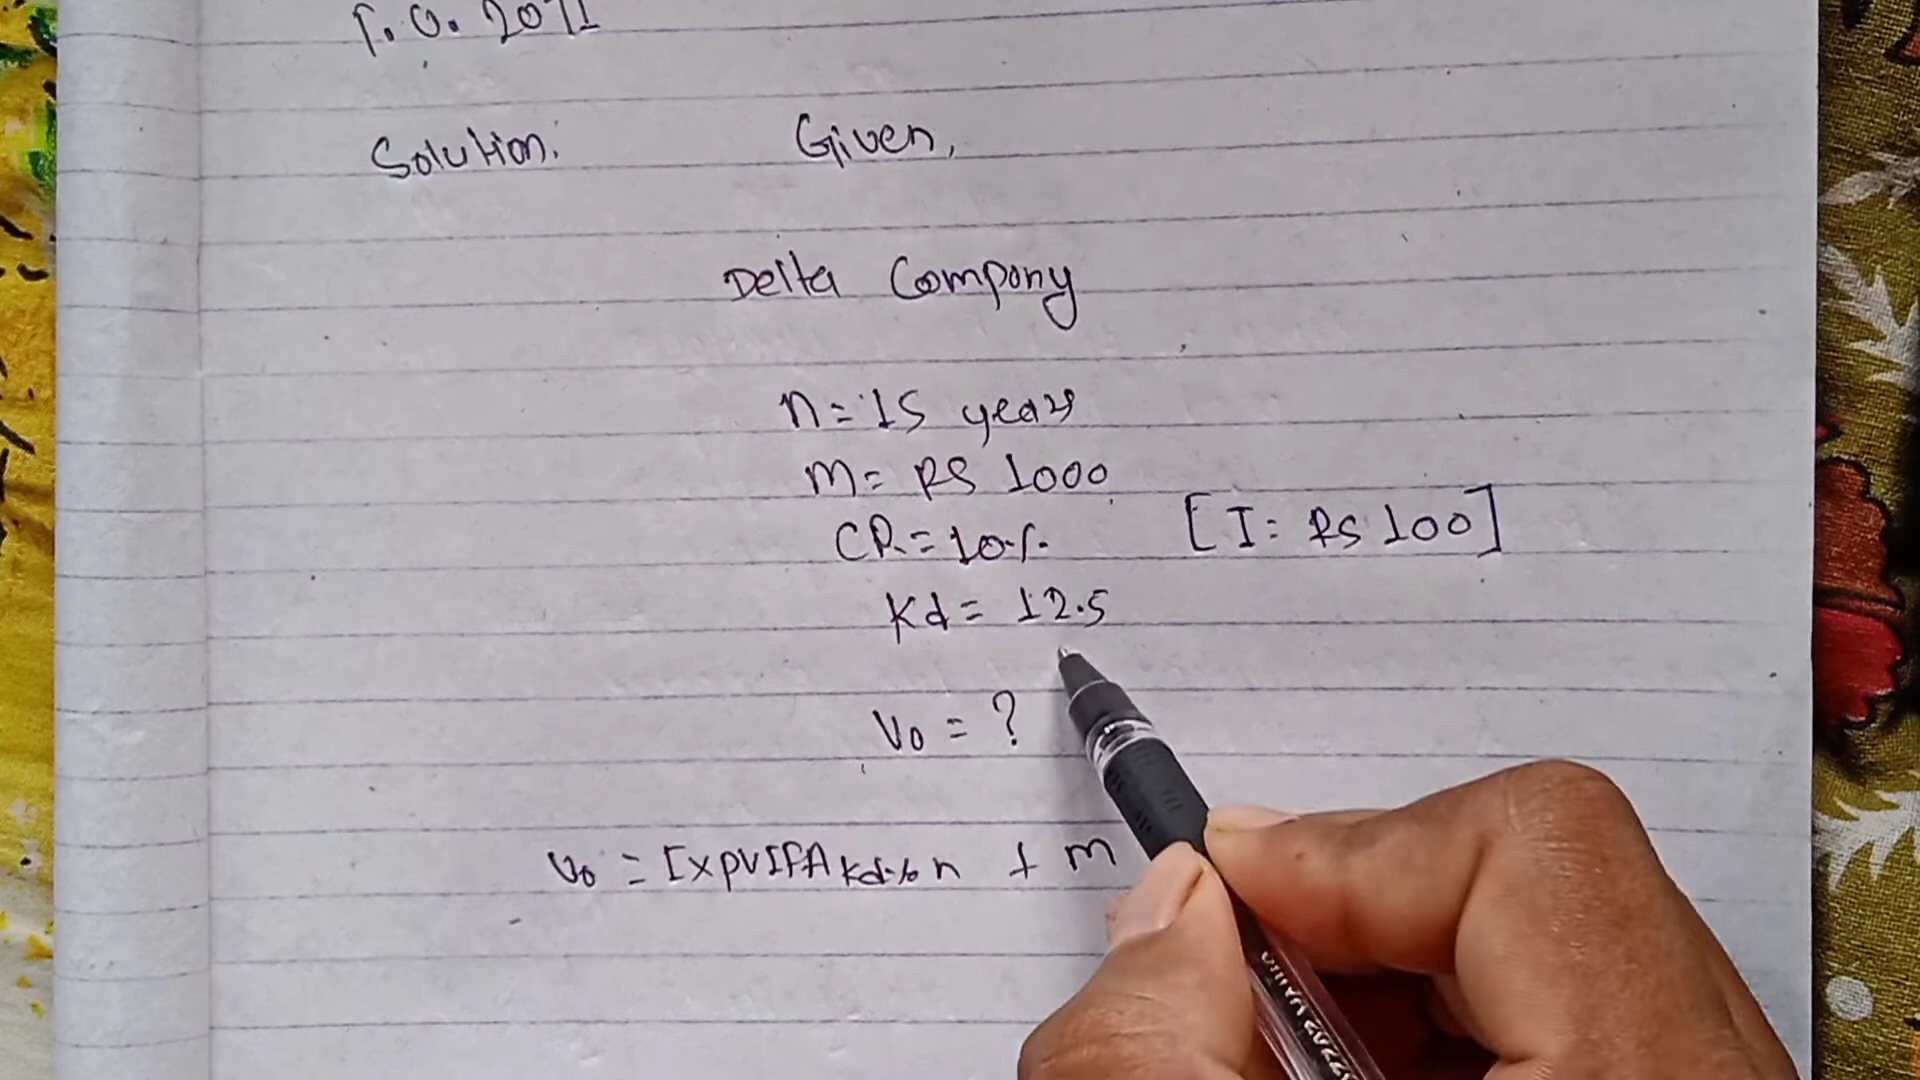 T.U. 2071
Solution: Given,
Delta Company
n = 15 years
m = RS 1000
CR = 10% [I = RS 100]
Kd = 12.5
V0 = ?
V0 = I x PVIFA Kd% n + m